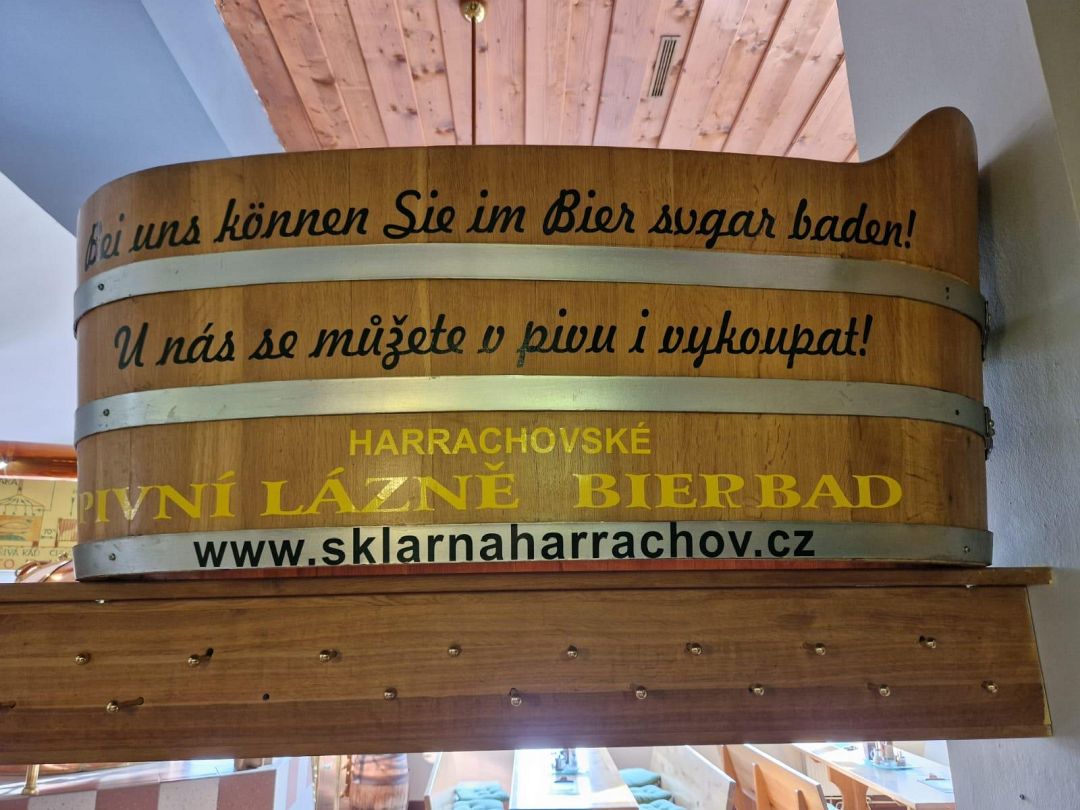 Bei uns können Sie im Bier sogar baden!
U nás se můžete v pivu i vykoupat!
HARRACHOVSKÉ
PIVNÍ LÁZNĚ BIERBAD
www.sklarnaharrachov.cz